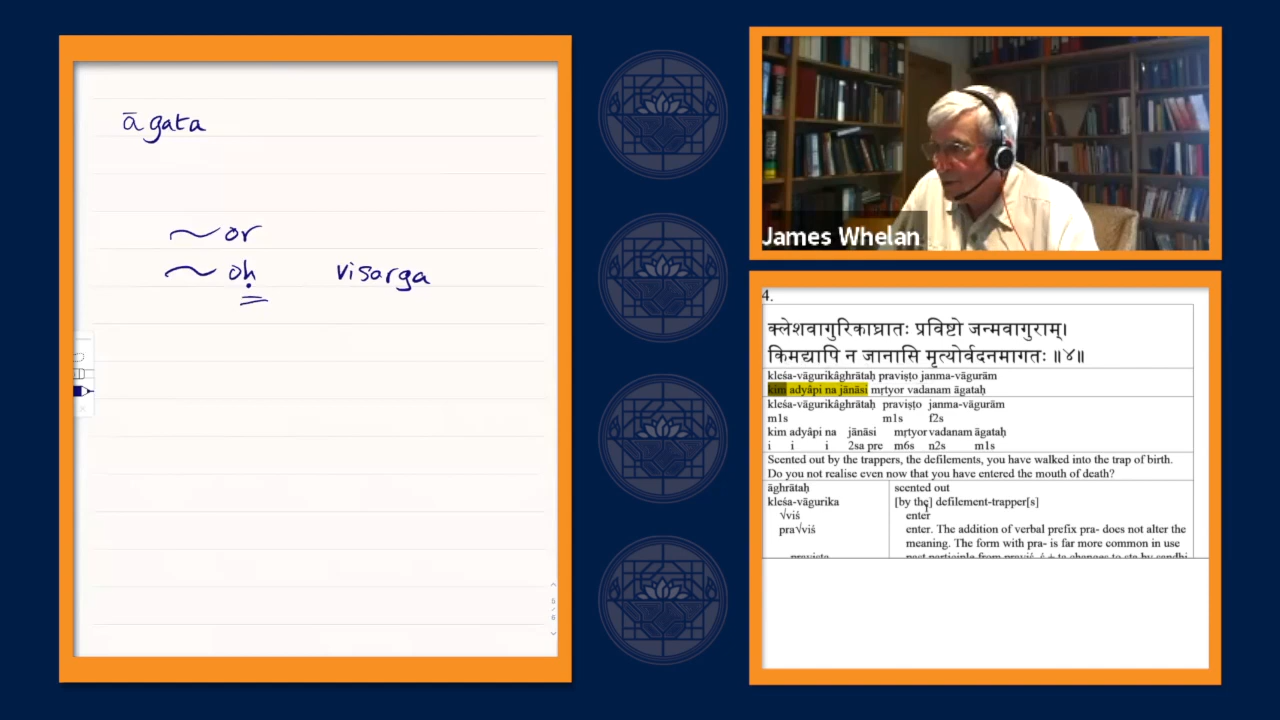 āgata
~ or
~ oḥ visarga
James Whelan
4.
क्लेशवागुरिकाघ्रातः प्रविष्टो जन्मवागुराम्।
किमद्यापि न जानासि मृत्योर्वदनमागतः ॥४॥
kleśa-vāgurikâghrātaḥ praviṣṭo janma-vāgurām
kim adyâpi na jānāsi mṛtyor vadanam āgataḥ
kleśa-vāgurikâghrātaḥ praviṣṭo janma-vāgurām
m1s m1s f2s
kim adyâpi na jānāsi mṛtyor vadanam āgataḥ
i i i 2sa pre m6s n2s m1s
Scented out by the trappers, the defilements, you have walked into the trap of birth.
Do you not realise even now that you have entered the mouth of death?
āghrātaḥ scented out
kleśa-vāgurika [by the] defilement-trapper[s]
√viś enter
pra√viś enter. The addition of verbal prefix pra- does not alter the
meaning. The form with pra- is far more common in use